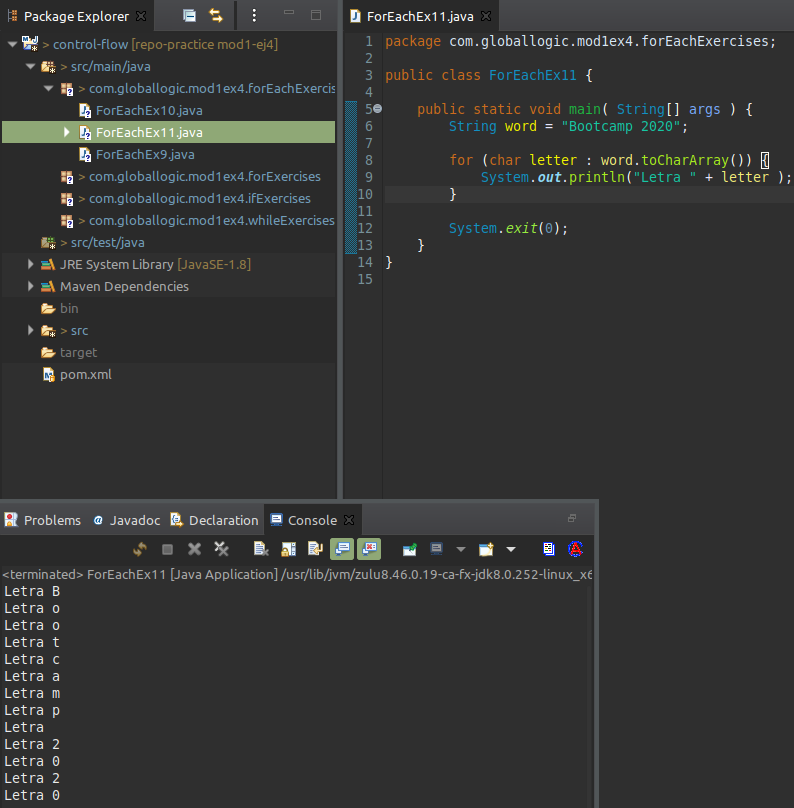 Package Explorer
> control-flow [repo-practice mod1-ej4]
> src/main/java
> com.globallogic.mod1ex4.forEachExercis
ForEachEx10.java
ForEachEx11.java
ForEachEx9.java
> com.globallogic.mod1ex4.forExercises
> com.globallogic.mod1ex4.ifExercises
> com.globallogic.mod1ex4.whileExercises
> src/test/java
JRE System Library [JavaSE-1.8]
Maven Dependencies
bin
> src
target
pom.xml
ForEachEx11.java
1 package com.globallogic.mod1ex4.forEachExercises;
2
3 public class ForEachEx11 {
4
5 public static void main( String[] args ) {
6 String word = "Bootcamp 2020";
7
8 for (char letter : word.toCharArray()) {
9 System.out.println("Letra " + letter );
10 }
11
12 System.exit(0);
13 }
14 }
15
Problems @ Javadoc Declaration Console
<terminated> ForEachEx11 [Java Application] /usr/lib/jvm/zulu8.46.0.19-ca-fx-jdk8.0.252-linux_x6
Letra B
Letra o
Letra o
Letra t
Letra c
Letra a
Letra m
Letra p
Letra
Letra 2
Letra 0
Letra 2
Letra 0